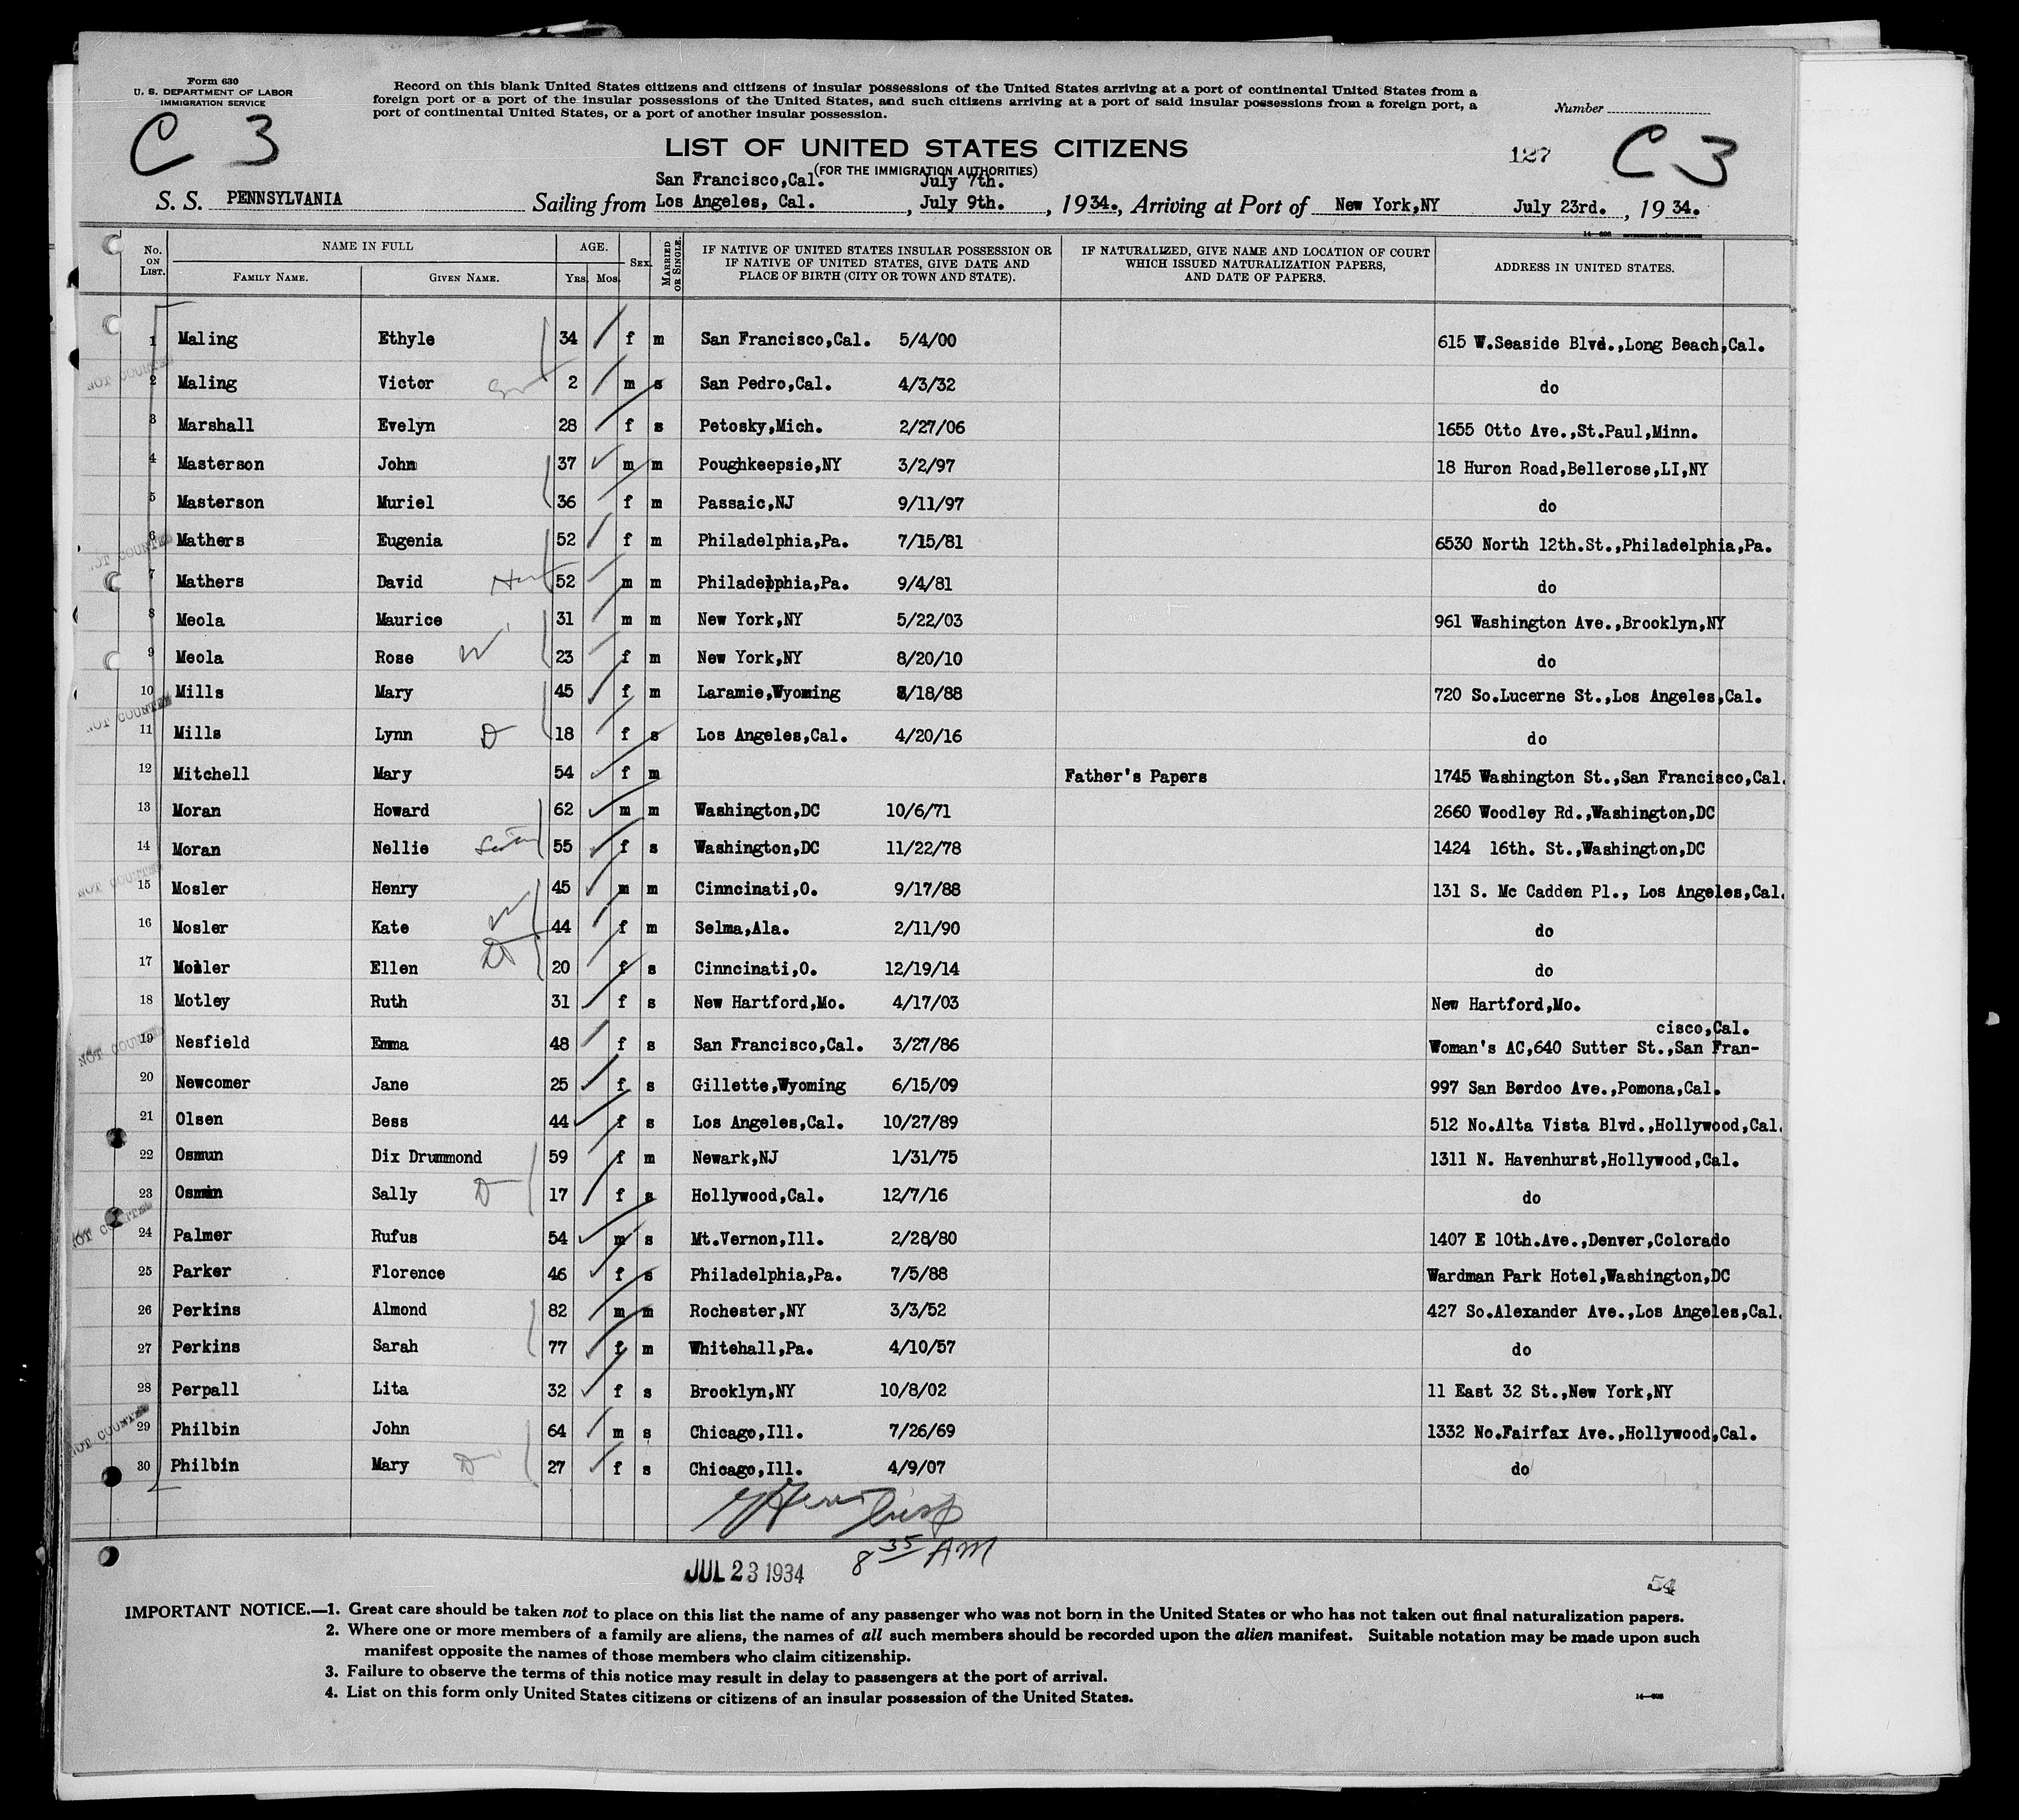 Form 630
U. S. DEPARTMENT OF LABOR
IMMIGRATION SERVICE
Record on this blank United States citizens and citizens of insular possessions of the United States arriving at a port of continental United States from a
foreign port or a port of the insular possessions of the United States, and such citizens arriving at a port of said insular possessions from a foreign port, a
port of continental United States, or a port of another insular possession.
Number
C 3
LIST OF UNITED STATES CITIZENS
127
C 3
(FOR THE IMMIGRATION AUTHORITIES)
San Francisco,Cal. July 7th.
S. S. PENNSYLVANIA Sailing from Los Angeles, Cal. , July 9th. , 1934., Arriving at Port of New York,NY July 23rd. , 1934.
No. ON LIST. NAME IN FULL AGE. SEX. MARRIED OR SINGLE. IF NATIVE OF UNITED STATES INSULAR POSSESSION OR IF NATIVE OF UNITED STATES, GIVE DATE AND PLACE OF BIRTH (CITY OR TOWN AND STATE). IF NATURALIZED, GIVE NAME AND LOCATION OF COURT WHICH ISSUED NATURALIZATION PAPERS, AND DATE OF PAPERS. ADDRESS IN UNITED STATES.
FAMILY NAME. GIVEN NAME. Yrs. Mos.
1 Maling Ethyle 34 f m San Francisco,Cal. 5/4/00 615 W.Seaside Blvd.,Long Beach,Cal.
NOT COUNTED
2 Maling Victor 2 m s San Pedro,Cal. 4/3/32 do
3 Marshall Evelyn 28 f s Petosky,Mich. 2/27/06 1655 Otto Ave.,St.Paul,Minn.
4 Masterson John 37 m m Poughkeepsie,NY 3/2/97 18 Huron Road,Bellerose,LI,NY
5 Masterson Muriel 36 f m Passaic,NJ 9/11/97 do
NOT COUNTED
6 Mathers Eugenia 52 f m Philadelphia,Pa. 7/15/81 6530 North 12th.St.,Philadelphia,Pa.
7 Mathers David 52 m m Philadelphia,Pa. 9/4/81 do
8 Meola Maurice 31 m m New York,NY 5/22/03 961 Washington Ave.,Brooklyn,NY
9 Meola Rose W 23 f m New York,NY 8/20/10 do
10 Mills Mary 45 f m Laramie,Wyoming 8/18/88 720 So.Lucerne St.,Los Angeles,Cal.
NOT COUNTED
11 Mills Lynn D 18 f s Los Angeles,Cal. 4/20/16 do
12 Mitchell Mary 54 f m Father's Papers 1745 Washington St.,San Francisco,Cal.
13 Moran Howard 62 m m Washington,DC 10/6/71 2660 Woodley Rd.,Washington,DC
14 Moran Nellie 55 f s Washington,DC 11/22/78 1424 16th. St.,Washington,DC
NOT COUNTED
15 Mosler Henry 45 m m Cinncinati,O. 9/17/88 131 S. Mc Cadden Pl., Los Angeles,Cal.
16 Mosler Kate W 44 f m Selma,Ala. 2/11/90 do
17 Mosler Ellen D 20 f s Cinncinati,O. 12/19/14 do
18 Motley Ruth 31 f s New Hartford,Mo. 4/17/03 New Hartford,Mo.
cisco,Cal.
NOT COUNTED
19 Nesfield Emma 48 f s San Francisco,Cal. 3/27/86 Woman's AC,640 Sutter St.,San Fran-
20 Newcomer Jane 25 f s Gillette,Wyoming 6/15/09 997 San Berdoo Ave.,Pomona,Cal.
21 Olsen Bess 44 f s Los Angeles,Cal. 10/27/89 512 No.Alta Vista Blvd.,Hollywood,Cal.
22 Osmun Dix Drummond 59 f m Newark,NJ 1/31/75 1311 N. Havenhurst,Hollywood,Cal.
23 Osmun Sally D 17 f s Hollywood,Cal. 12/7/16 do
NOT COUNTED
24 Palmer Rufus 54 m s Mt.Vernon,Ill. 2/28/80 1407 E 10th.Ave.,Denver,Colorado
25 Parker Florence 46 f s Philadelphia,Pa. 7/5/88 Wardman Park Hotel,Washington,DC
26 Perkins Almond 82 m m Rochester,NY 3/3/52 427 So.Alexander Ave.,Los Angeles,Cal.
27 Perkins Sarah 77 f m Whitehall,Pa. 4/10/57 do
28 Perpall Lita 32 f s Brooklyn,NY 10/8/02 11 East 32 St.,New York,NY
NOT COUNTED
29 Philbin John 64 m s Chicago,Ill. 7/26/69 1332 No.Fairfax Ave.,Hollywood,Cal.
30 Philbin Mary D 27 f s Chicago,Ill. 4/9/07 do
8 35 AM
JUL 23 1934
54
IMPORTANT NOTICE.—1. Great care should be taken not to place on this list the name of any passenger who was not born in the United States or who has not taken out final naturalization papers.
2. Where one or more members of a family are aliens, the names of all such members should be recorded upon the alien manifest. Suitable notation may be made upon such
manifest opposite the names of those members who claim citizenship.
3. Failure to observe the terms of this notice may result in delay to passengers at the port of arrival.
4. List on this form only United States citizens or citizens of an insular possession of the United States.